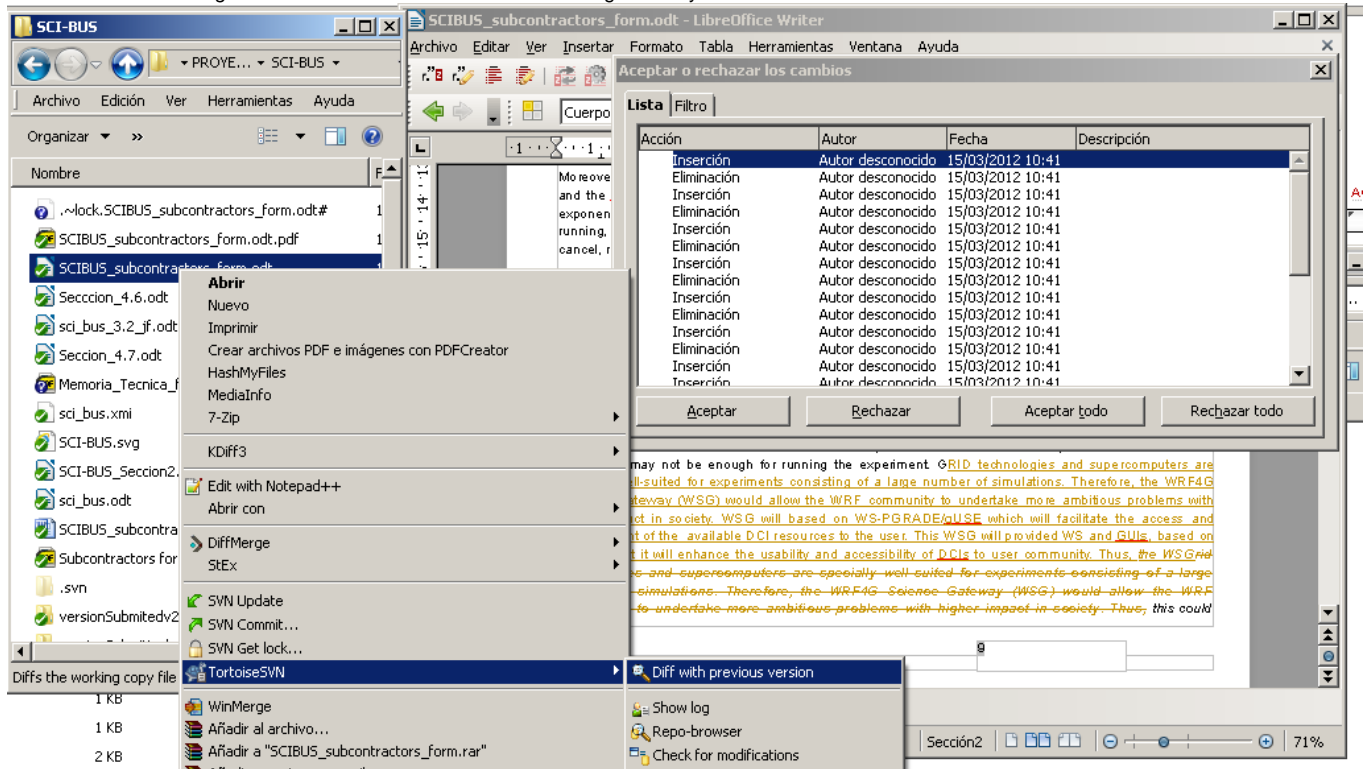 SCI-BUS
PROYE... SCI-BUS
Archivo Edición Ver Herramientas Ayuda
Organizar »
Nombre
.~lock.SCIBUS_subcontractors_form.odt#
SCIBUS_subcontractors_form.odt.pdf
SCIBUS_subcontractors_form.odt
Secccion_4.6.odt
sci_bus_3.2_jf.odt
Seccion_4.7.odt
Memoria_Tecnica_f
sci_bus.xmi
SCI-BUS.svg
SCI-BUS_Seccion2.
sci_bus.odt
SCIBUS_subcontra
Subcontractors for
.svn
versionSubmitedv2
Diffs the working copy file
1 KB
1 KB
2 KB
Abrir
Nuevo
Imprimir
Crear archivos PDF e imágenes con PDFCreator
HashMyFiles
MediaInfo
7-Zip
KDiff3
Edit with Notepad++
Abrir con
DiffMerge
StEx
SVN Update
SVN Commit...
SVN Get lock...
TortoiseSVN
WinMerge
Añadir al archivo...
Añadir a "SCIBUS_subcontractors_form.rar"
Diff with previous version
Show log
Repo-browser
Check for modifications
SCIBUS_subcontractors_form.odt - LibreOffice Writer
Archivo Editar Ver Insertar Formato Tabla Herramientas Ventana Ayuda
Cuerpo
Moreove
and the
exponen
running,
cancel, r
Aceptar o rechazar los cambios
Lista Filtro
Acción Autor Fecha Descripción
Inserción Autor desconocido 15/03/2012 10:41
Eliminación Autor desconocido 15/03/2012 10:41
Inserción Autor desconocido 15/03/2012 10:41
Eliminación Autor desconocido 15/03/2012 10:41
Inserción Autor desconocido 15/03/2012 10:41
Eliminación Autor desconocido 15/03/2012 10:41
Inserción Autor desconocido 15/03/2012 10:41
Eliminación Autor desconocido 15/03/2012 10:41
Inserción Autor desconocido 15/03/2012 10:41
Eliminación Autor desconocido 15/03/2012 10:41
Inserción Autor desconocido 15/03/2012 10:41
Eliminación Autor desconocido 15/03/2012 10:41
Inserción Autor desconocido 15/03/2012 10:41
Inserción Autor desconocido 15/03/2012 10:41
Aceptar Rechazar Aceptar todo Rechazar todo
may not be enough for running the experiment. GRID technologies and supercomputers are
ll-suited for experiments consisting of a large number of simulations. Therefore, the WRF4G
ateway (WSG) would allow the WRF community to undertake more ambitious problems with
ct in society. WSG will based on WS-PGRADE/gUSE which will facilitate the access and
t of the available DCI resources to the user. This WSG will provided WS and GUIs, based on
t it will enhance the usability and accessibility of DCIs to user community. Thus, the WSGrid
s and supercomputers are specially well suited for experiments consisting of a large
simulations. Therefore, the WRF4G Science Gateway (WSG) would allow the WRF
to undertake more ambitious problems with higher impact in society. Thus, this could
9
Sección2 71%